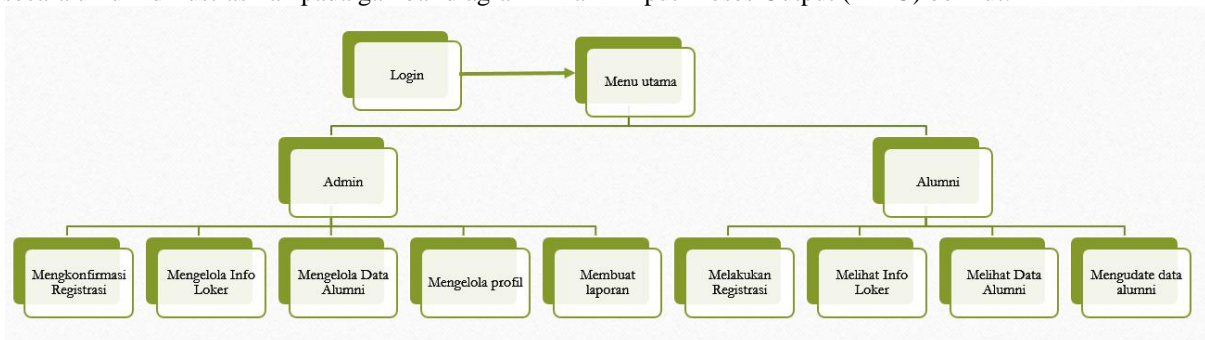 Login
Menu utama
Admin
Alumni
Mengkonfirmasi
Registrasi
Mengelola Info
Loker
Mengelola Data
Alumni
Mengelola profil
Membuat
laporan
Melakukan
Registrasi
Melihat Info
Loker
Melihat Data
Alumni
Mengudate data
alumni